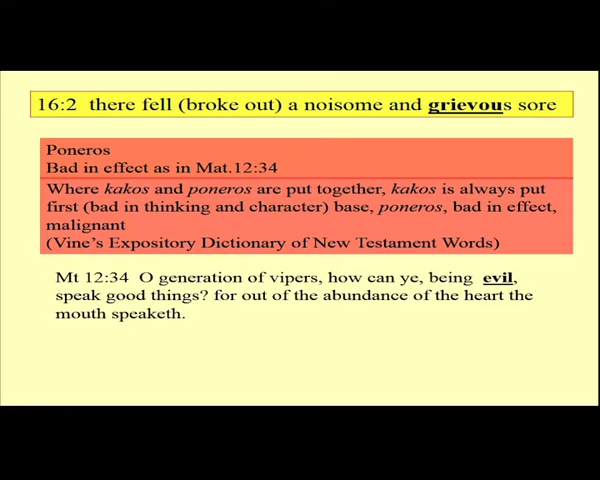 16:2  there fell (broke out) a noisome and grievous sore
Poneros
Bad in effect as in Mat.12:34
Where kakos and poneros are put together, kakos is always put
first (bad in thinking and character) base, poneros, bad in effect,
malignant
(Vine's Expository Dictionary of New Testament Words)
Mt 12:34  O generation of vipers, how can ye, being  evil,
speak good things? for out of the abundance of the heart the
mouth speaketh.